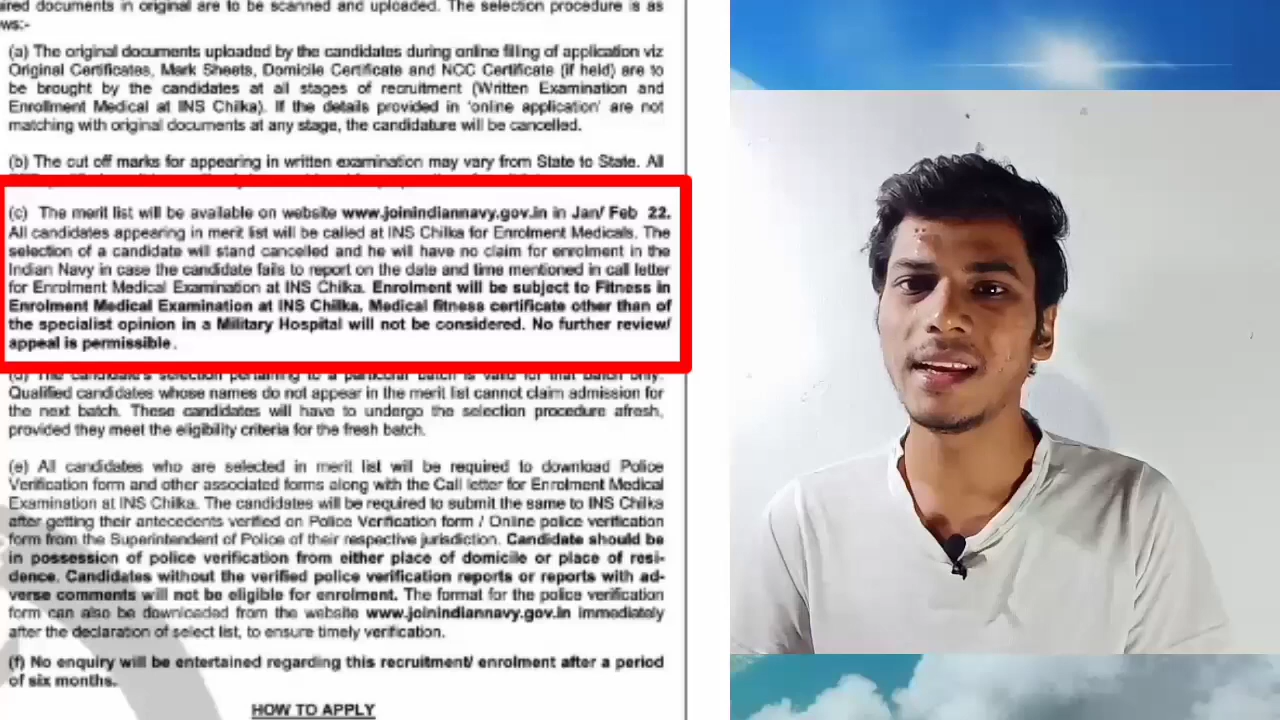 ired documents in original are to be scanned and uploaded. The selection procedure is as
ws:-
(a) The original documents uploaded by the candidates during online filling of application viz
Original Certificates, Mark Sheets, Domicile Certificate and NCC Certificate (if held) are to
be brought by the candidates at all stages of recruitment (Written Examination and
Enrollment Medical at INS Chilka). If the details provided in 'online application' are not
matching with original documents at any stage, the candidature will be cancelled.
(b) The cut off marks for appearing in written examination may vary from State to State. All
(c) The merit list will be available on website www.joinindiannavy.gov.in in Jan/ Feb 22.
All candidates appearing in merit list will be called at INS Chilka for Enrolment Medicals. The
selection of a candidate will stand cancelled and he will have no claim for enrolment in the
Indian Navy in case the candidate fails to report on the date and time mentioned in call letter
for Enrolment Medical Examination at INS Chilka. Enrolment will be subject to Fitness in
Enrolment Medical Examination at INS Chilka. Medical fitness certificate other than of
the specialist opinion in a Military Hospital will not be considered. No further review/
appeal is permissible.
(d) The candidate's selection pertaining to a particular batch is valid for that batch only.
Qualified candidates whose names do not appear in the merit list cannot claim admission for
the next batch. These candidates will have to undergo the selection procedure afresh,
provided they meet the eligibility criteria for the fresh batch.
(e) All candidates who are selected in merit list will be required to download Police
Verification form and other associated forms along with the Call letter for Enrolment Medical
Examination at INS Chilka. The candidates will be required to submit the same to INS Chilka
after getting their antecedents verified on Police Verification form / Online police verification
form from the Superintendent of Police of their respective jurisdiction. Candidate should be
in possession of police verification from either place of domicile or place of resi-
dence. Candidates without the verified police verification reports or reports with ad-
verse comments will not be eligible for enrolment. The format for the police verification
form can also be downloaded from the website www.joinindiannavy.gov.in immediately
after the declaration of select list, to ensure timely verification.
(f) No enquiry will be entertained regarding this recruitment/ enrolment after a period
of six months.
HOW TO APPLY